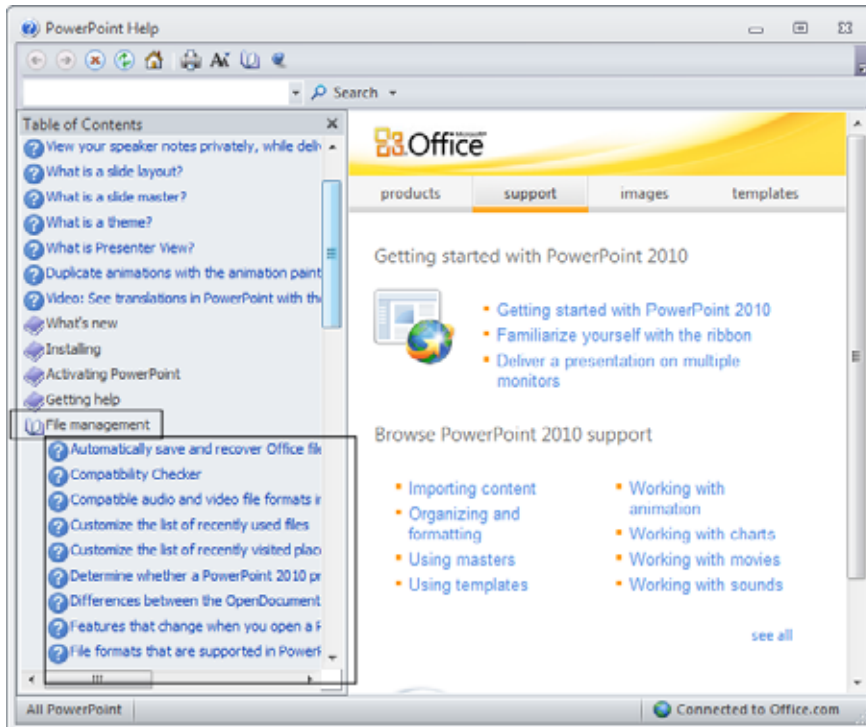 PowerPoint Help
Search
Table of Contents
View your speaker notes privately, while deliv
What is a slide layout?
What is a slide master?
What is a theme?
What is Presenter View?
Duplicate animations with the animation paint
Video: See translations in PowerPoint with the
What's new
Installing
Activating PowerPoint
Getting help
File management
Automatically save and recover Office file
Compatibility Checker
Compatible audio and video file formats in
Customize the list of recently used files
Customize the list of recently visited place
Determine whether a PowerPoint 2010 pr
Differences between the OpenDocument
Features that change when you open a P
File formats that are supported in PowerP
Microsoft
Office
products support images templates
Getting started with PowerPoint 2010
Getting started with PowerPoint 2010
Familiarize yourself with the ribbon
Deliver a presentation on multiple
monitors
Browse PowerPoint 2010 support
Importing content
Organizing and
formatting
Using masters
Using templates
Working with
animation
Working with charts
Working with movies
Working with sounds
see all
All PowerPoint
Connected to Office.com